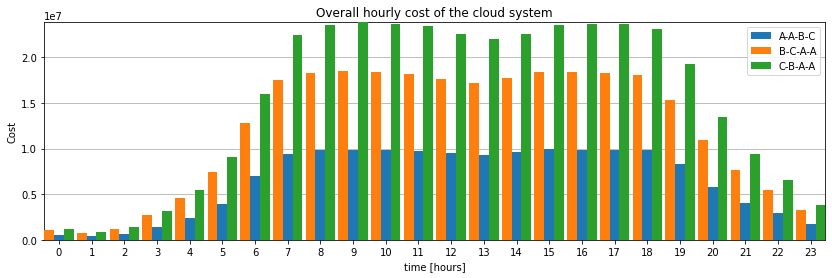 Overall hourly cost of the cloud system
1e7
A-A-B-C
B-C-A-A
C-B-A-A
Cost
2.0
1.5
1.0
0.5
0.0
0 1 2 3 4 5 6 7 8 9 10 11 12 13 14 15 16 17 18 19 20 21 22 23
time [hours]